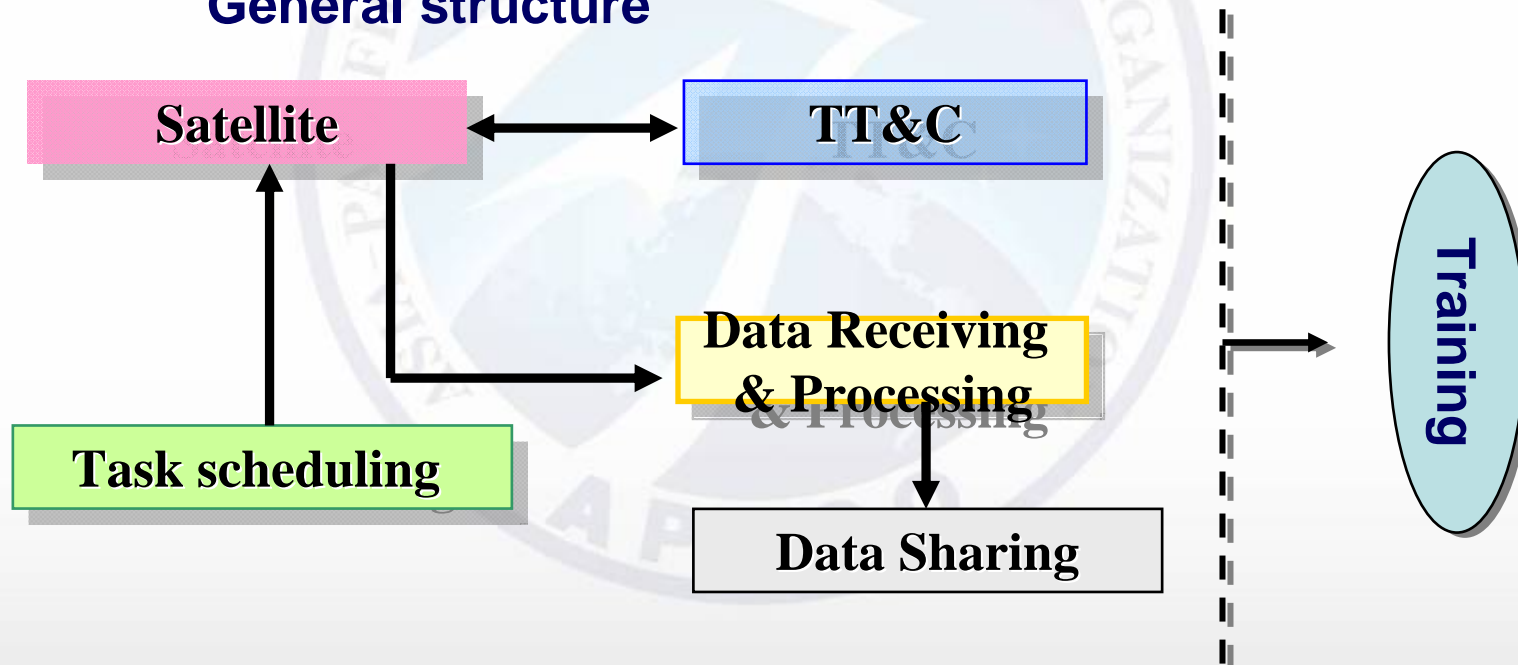 General structure
Satellite
TT&C
Data Receiving
& Processing
Task scheduling
Data Sharing
Training